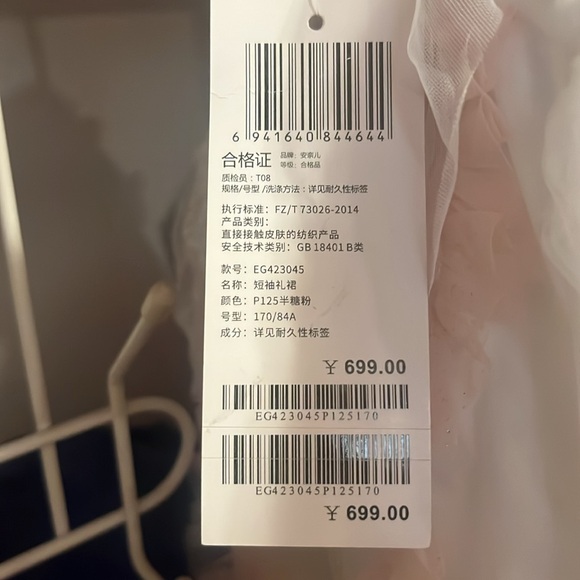 6 941640 844644
合格证
品牌：安奈儿
等级：合格品
质检员：T08
规格/号型/洗涤方法：详见耐久性标签
执行标准：FZ/T 73026-2014
产品类别：
直接接触皮肤的纺织产品
安全技术类别：GB 18401 B类
款号：EG423045
名称：短袖礼裙
颜色：P125半糖粉
号型：170/84A
成分：详见耐久性标签
¥ 699.00
EG423045P125170
EG423045P125170
¥ 699.00